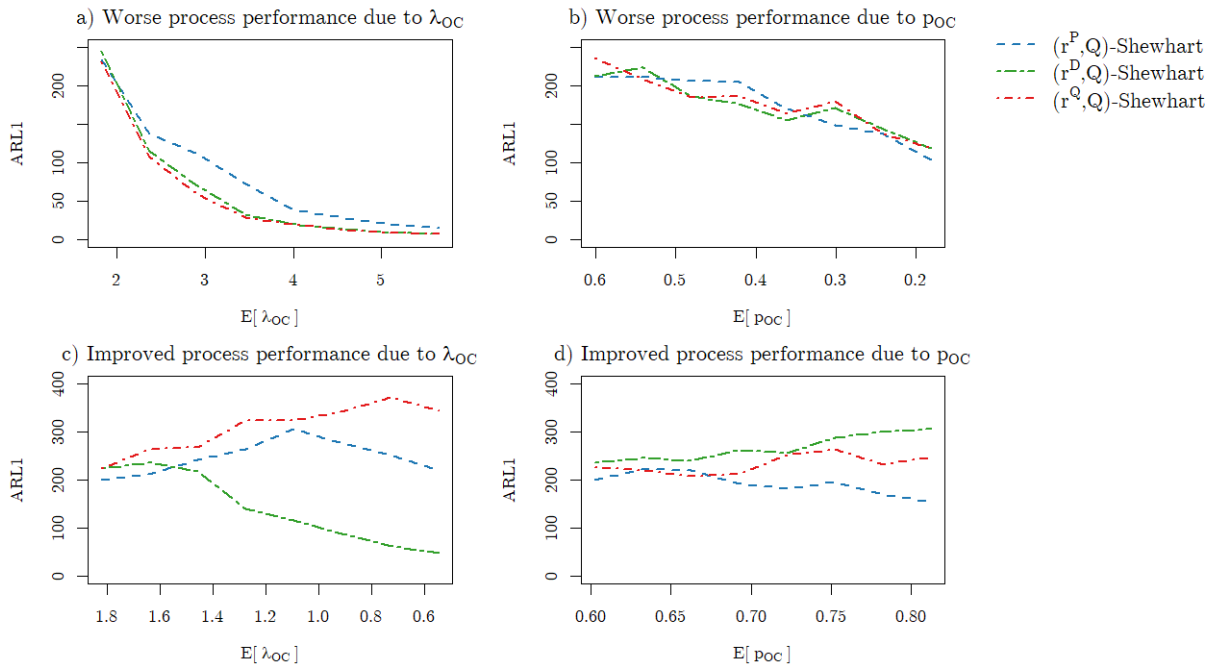 a) Worse process performance due to λOC
b) Worse process performance due to pOC
(r^P,Q)-Shewhart
(r^D,Q)-Shewhart
(r^Q,Q)-Shewhart
ARL1
0 50 100 200
2 3 4 5
E[ λOC ]
ARL1
0 50 100 200
0.6 0.5 0.4 0.3 0.2
E[ pOC ]
c) Improved process performance due to λOC
d) Improved process performance due to pOC
ARL1
0 100 200 300 400
1.8 1.6 1.4 1.2 1.0 0.8 0.6
E[ λOC ]
ARL1
0 100 200 300 400
0.60 0.65 0.70 0.75 0.80
E[ pOC ]